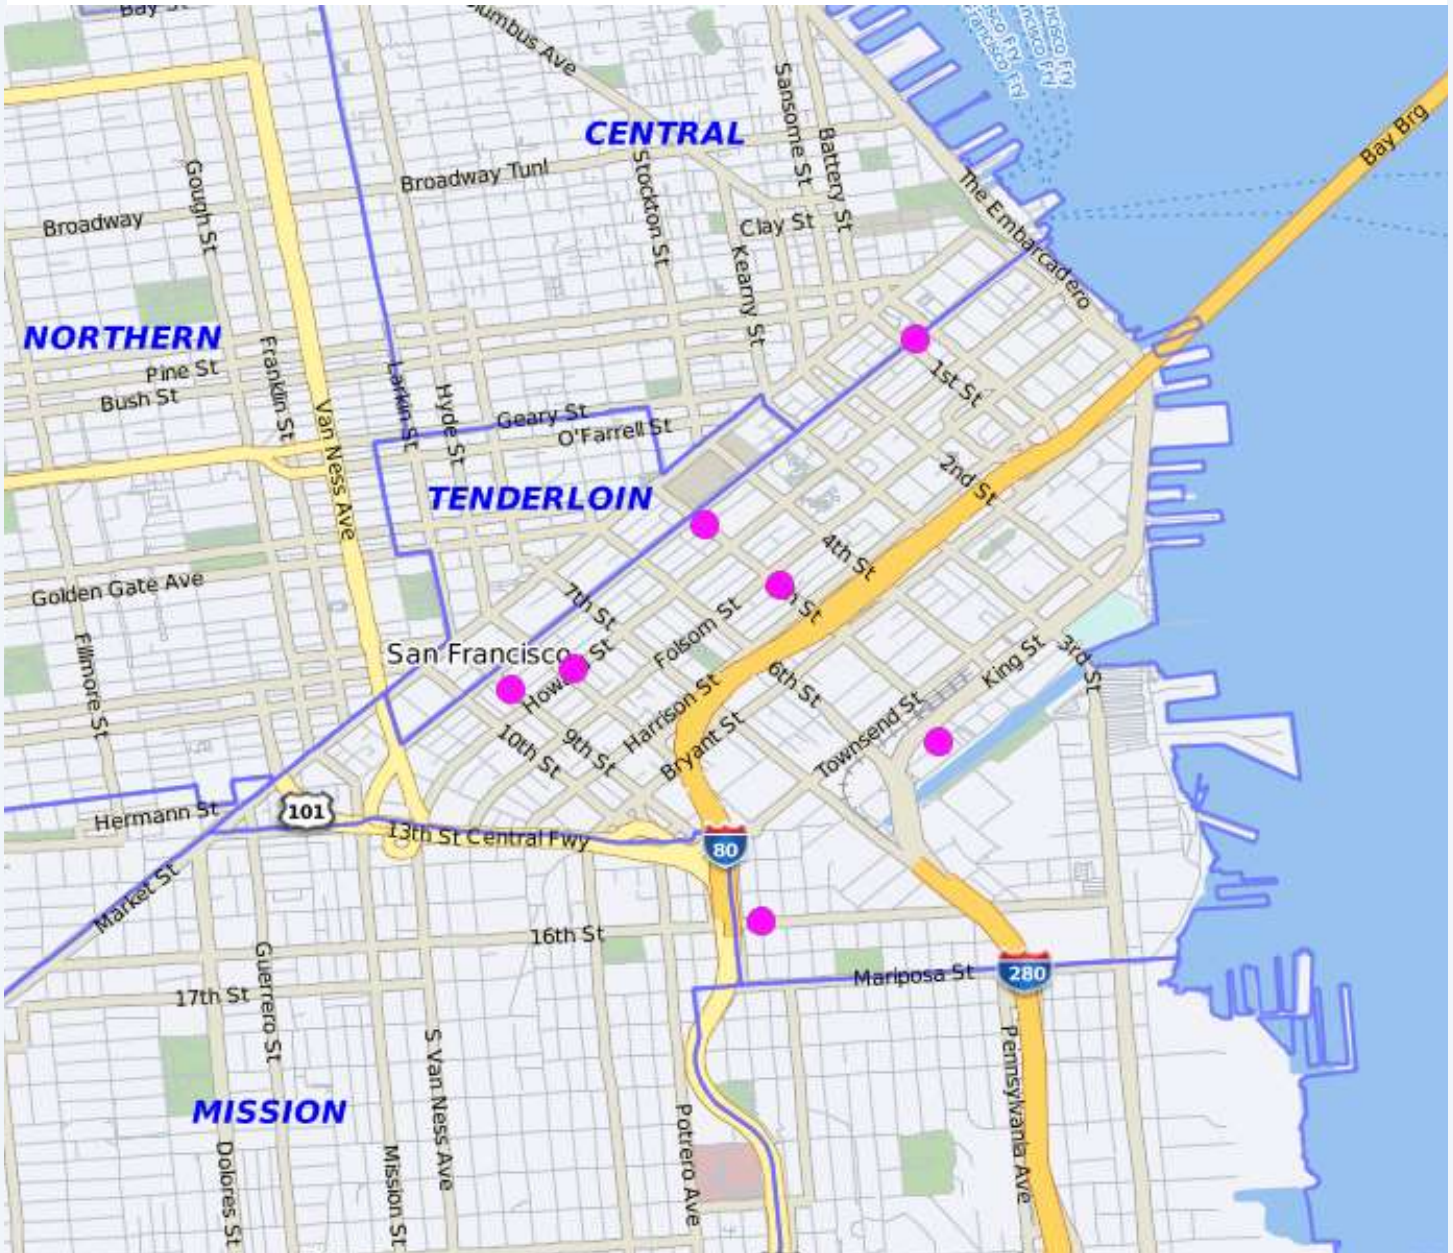 Bay St
Columbus Ave
Sansome St
Battery St
CENTRAL
Bay Brg
Broadway Tunl
Stockton St
Gough St
The Embarcadero
Broadway
Clay St
Kearny St
NORTHERN
Franklin St
Pine St
Larkin St
1st St
Bush St
Hyde St
Van Ness Ave
Geary St
O'Farrell St
2nd St
TENDERLOIN
4th St
Golden Gate Ave
7th St
Folsom St
San Francisco
Fillmore St
King St
3rd St
6th St
Harrison St
Townsend St
Bryant St
10th St
9th St
Hermann St
101
13th St Central Fwy
80
Market St
16th St
Mariposa St
280
17th St
Guerrero St
S Van Ness Ave
Pennsylvania Ave
MISSION
Potrero Ave
Dolores St
Mission St